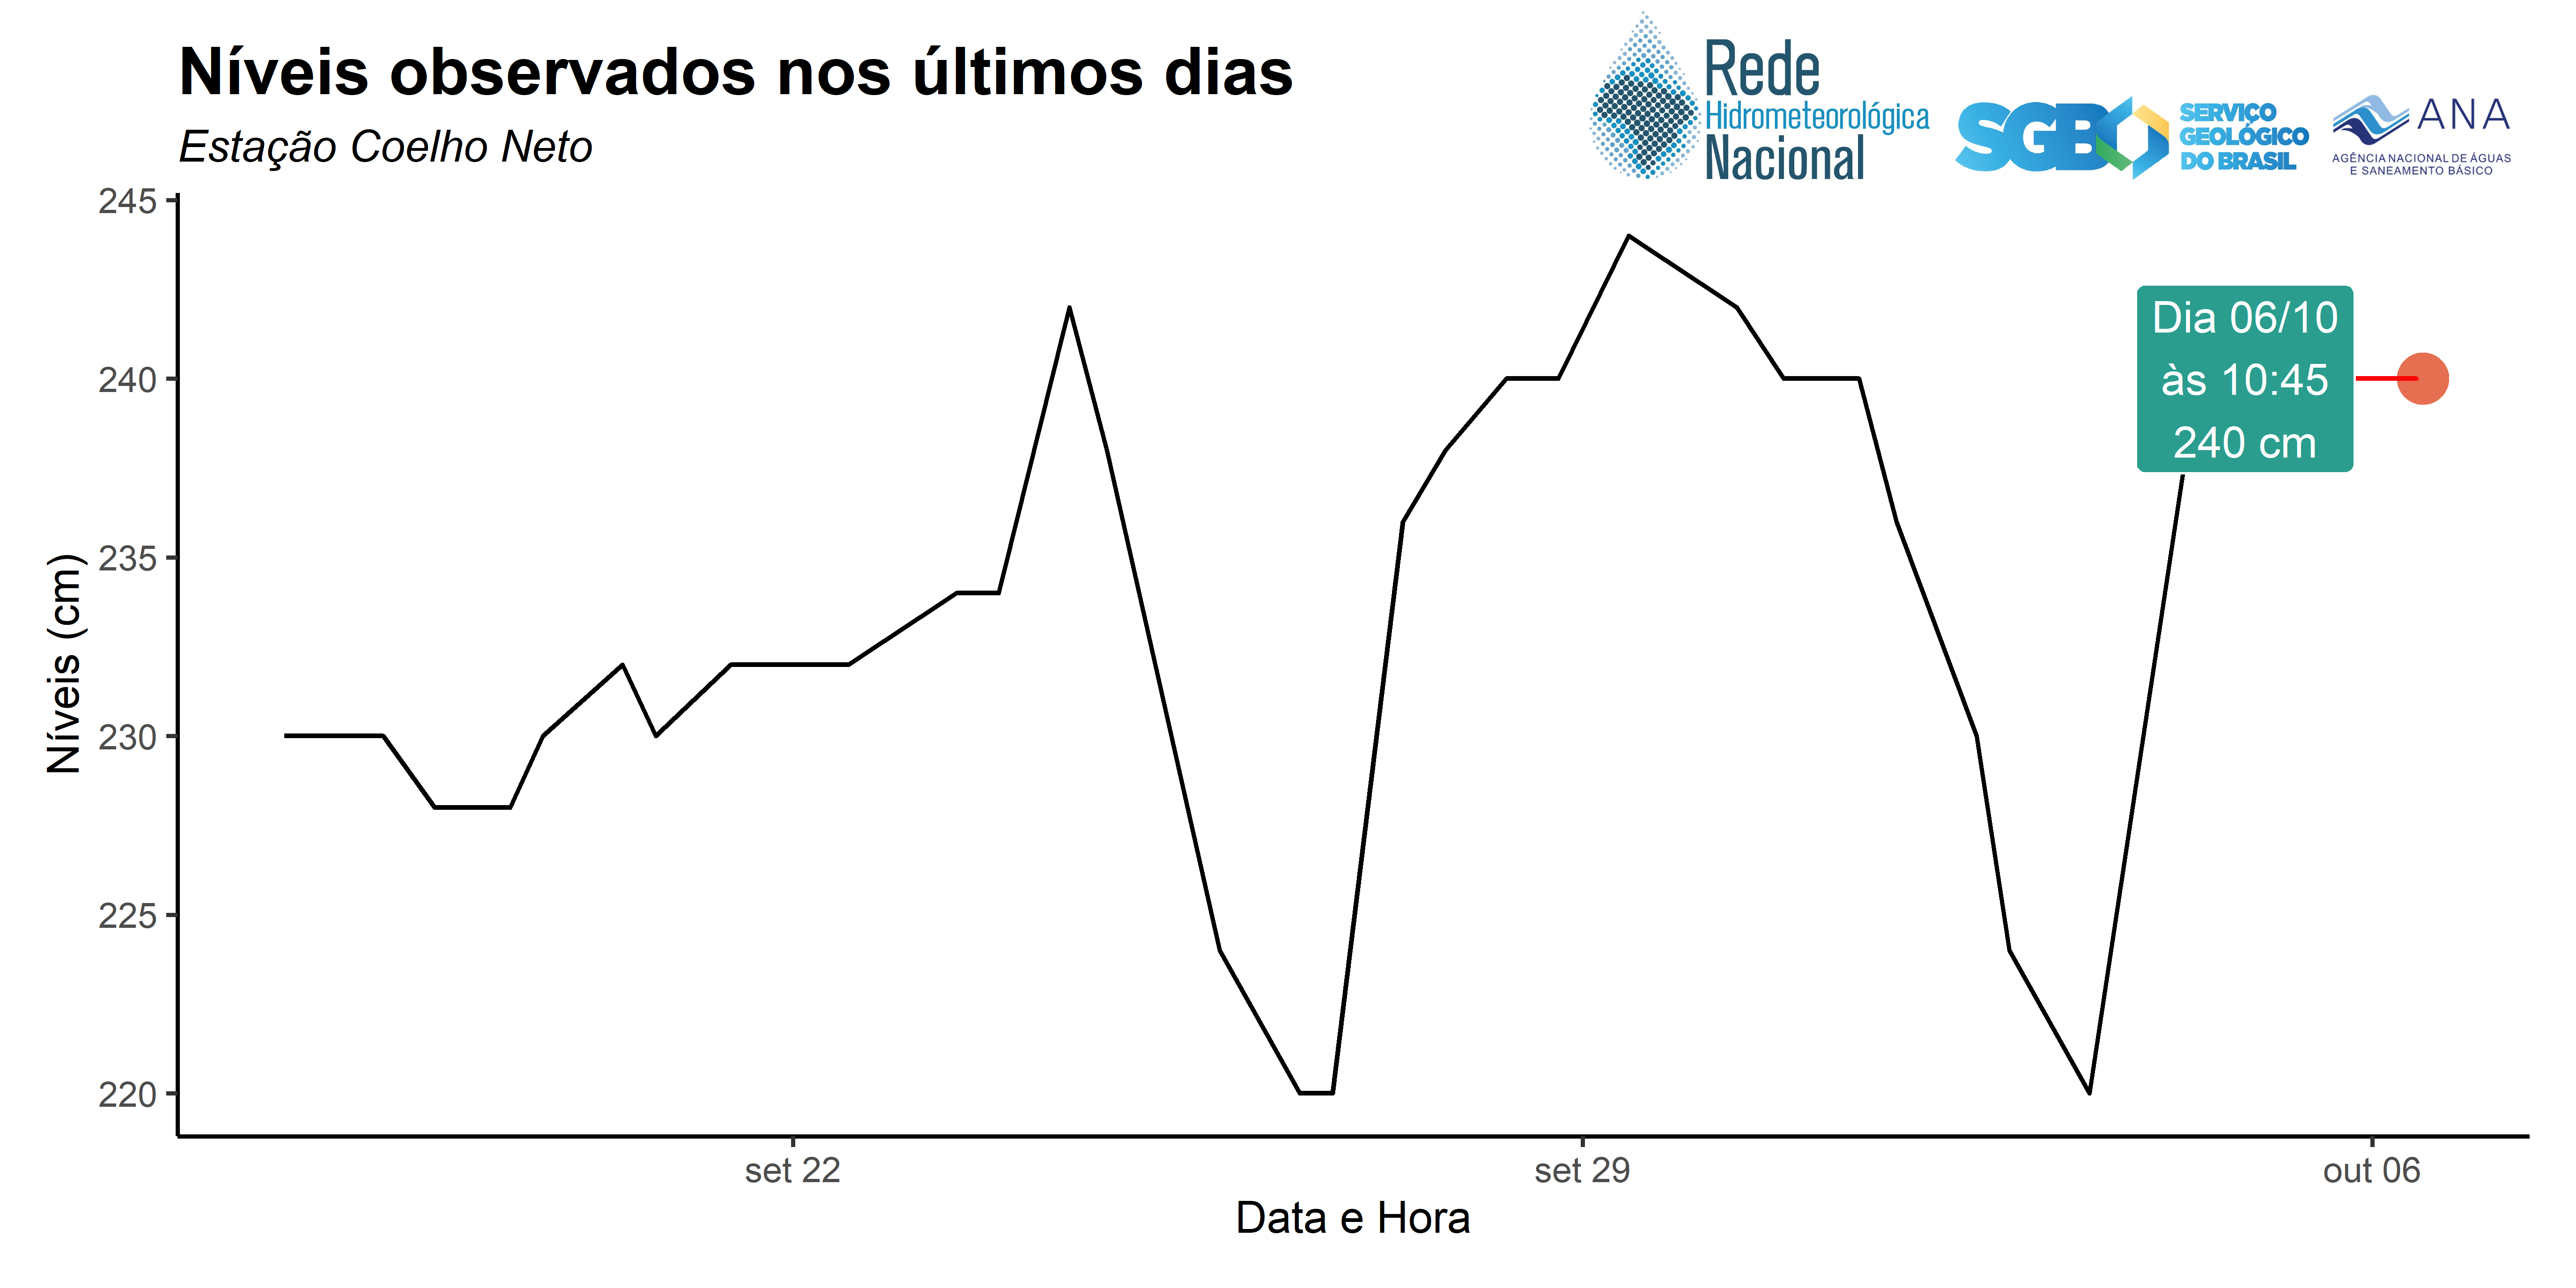 Níveis observados nos últimos dias
Estação Coelho Neto
Rede
Hidrometeorológica
Nacional
SGB
SERVIÇO
GEOLÓGICO
DO BRASIL
ANA
AGÊNCIA NACIONAL DE ÁGUAS
E SANEAMENTO BÁSICO
245
240
235
230
225
220
Níveis (cm)
Dia 06/10
às 10:45
240 cm
set 22
set 29
out 06
Data e Hora